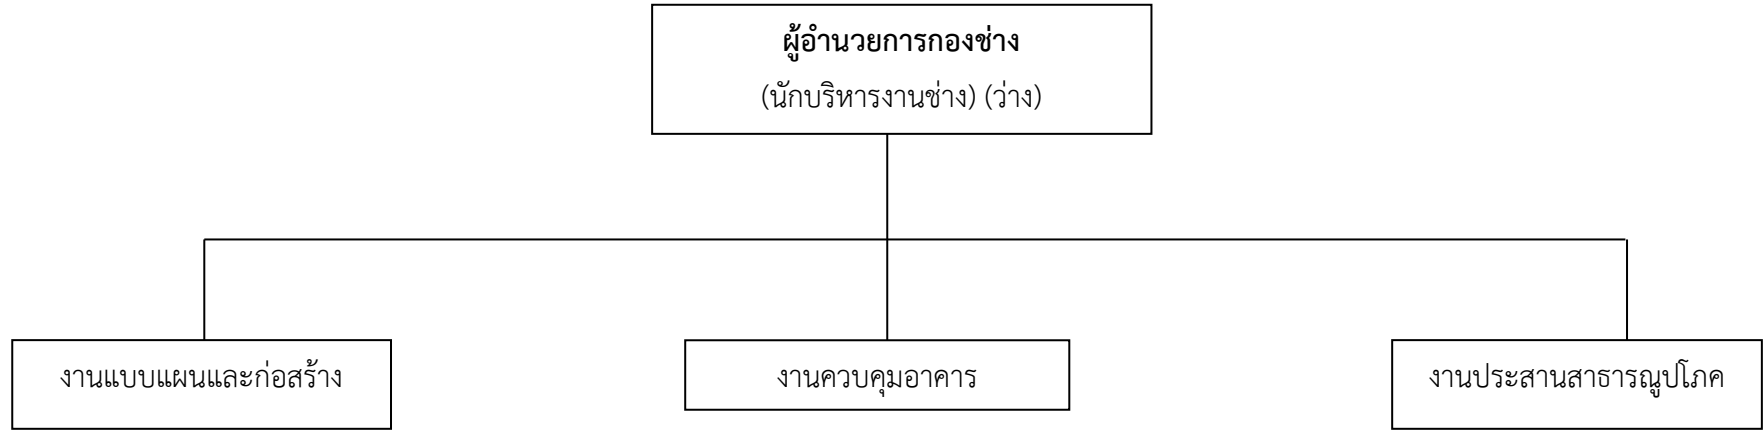 ผู้อำนวยการกองช่าง
(นักบริหารงานช่าง) (ว่าง)
งานแบบแผนและก่อสร้าง
งานควบคุมอาคาร
งานประสานสาธารณูปโภค